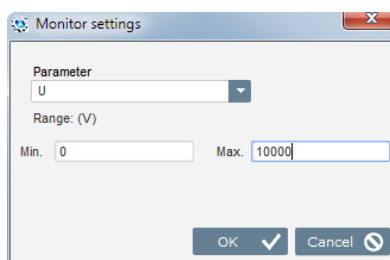 Monitor settings
Parameter
U
Range: (V)
Min. 0 Max. 10000
OK Cancel